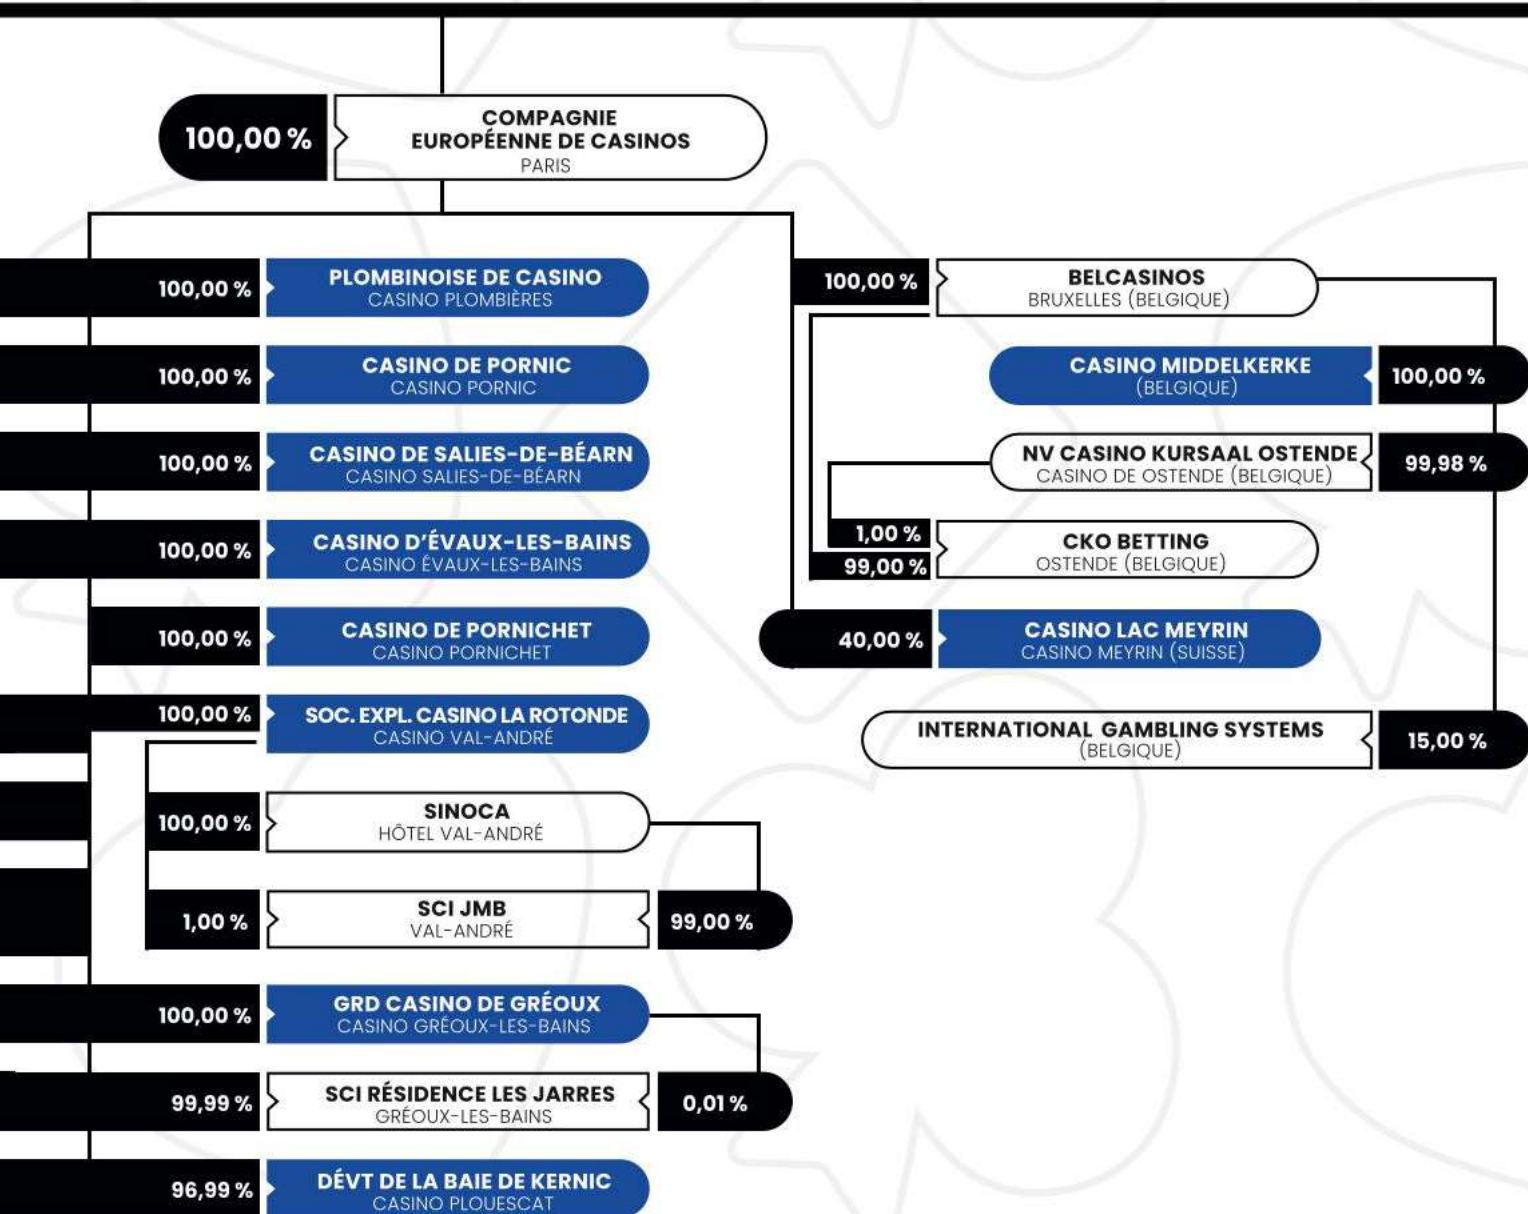 100,00 %
COMPAGNIE
EUROPÉENNE DE CASINOS
PARIS
100,00 %
PLOMBINOISE DE CASINO
CASINO PLOMBIÈRES
100,00 %
CASINO DE PORNIC
CASINO PORNIC
100,00 %
CASINO DE SALIES-DE-BÉARN
CASINO SALIES-DE-BÉARN
100,00 %
CASINO D'ÉVAUX-LES-BAINS
CASINO ÉVAUX-LES-BAINS
100,00 %
CASINO DE PORNICHET
CASINO PORNICHET
100,00 %
SOC. EXPL. CASINO LA ROTONDE
CASINO VAL-ANDRÉ
100,00 %
SINOCA
HÔTEL VAL-ANDRÉ
1,00 %
SCI JMB
VAL-ANDRÉ
99,00 %
100,00 %
GRD CASINO DE GRÉOUX
CASINO GRÉOUX-LES-BAINS
99,99 %
SCI RÉSIDENCE LES JARRES
GRÉOUX-LES-BAINS
0,01 %
96,99 %
DÉVT DE LA BAIE DE KERNIC
CASINO PLOUESCAT
100,00 %
BELCASINOS
BRUXELLES (BELGIQUE)
CASINO MIDDELKERKE
(BELGIQUE)
100,00 %
NV CASINO KURSAAL OSTENDE
CASINO DE OSTENDE (BELGIQUE)
99,98 %
1,00 %
99,00 %
CKO BETTING
OSTENDE (BELGIQUE)
40,00 %
CASINO LAC MEYRIN
CASINO MEYRIN (SUISSE)
INTERNATIONAL GAMBLING SYSTEMS
(BELGIQUE)
15,00 %